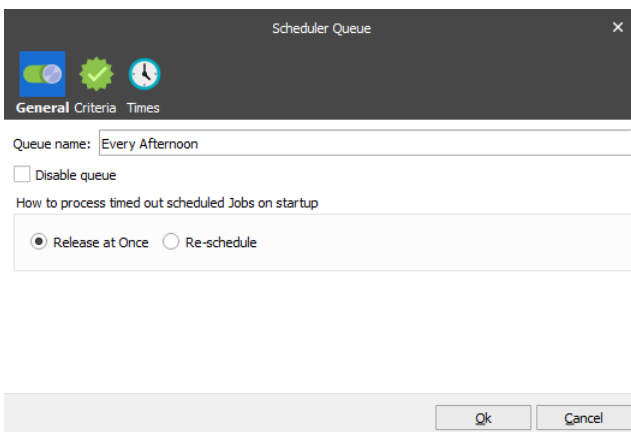 Scheduler Queue
General Criteria Times
Queue name: Every Afternoon
Disable queue
How to process timed out scheduled Jobs on startup
Release at Once Re-schedule
Ok Cancel